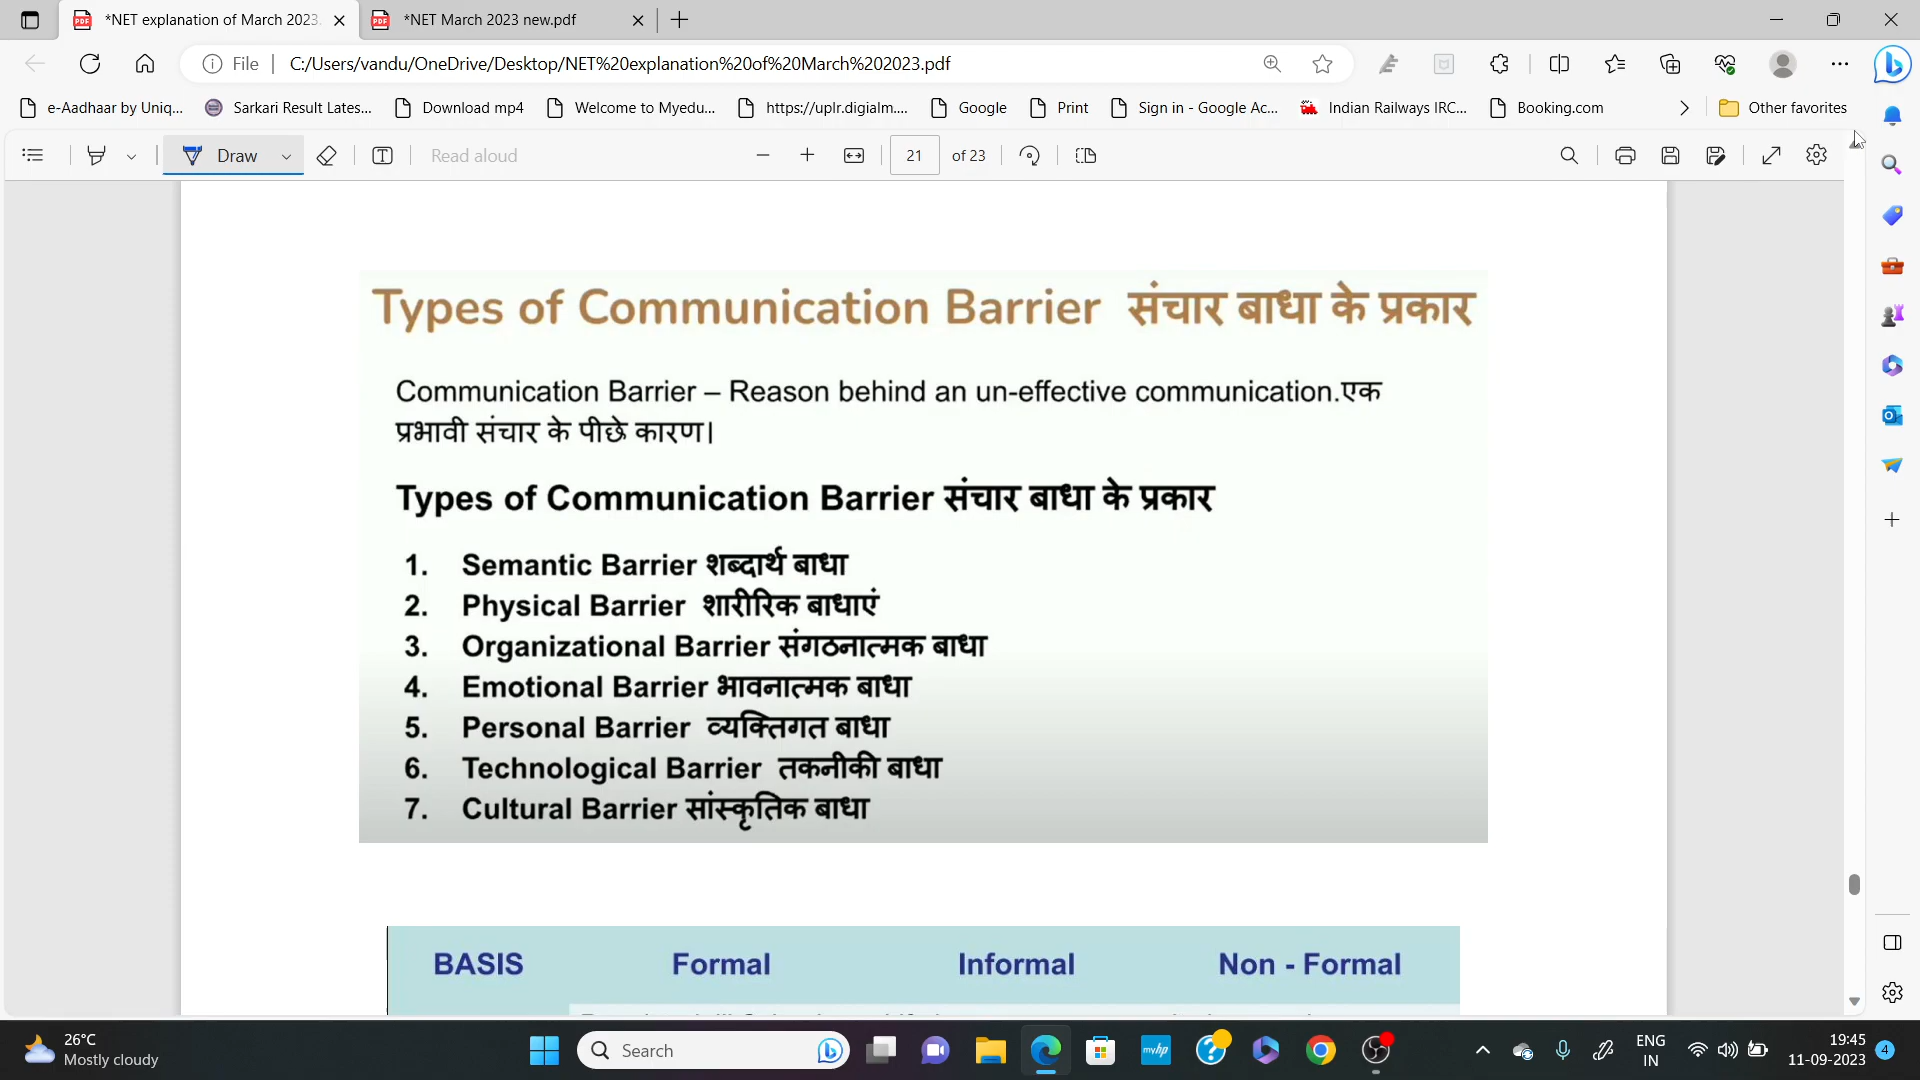 *NET explanation of March 2023.
*NET March 2023 new.pdf
File
C:/Users/vandu/OneDrive/Desktop/NET%20explanation%20of%20March%202023.pdf
e-Aadhaar by Uniq...
Sarkari Result Lates...
Download mp4
Welcome to Myedu...
https://uplr.digialm....
Google
Print
Sign in - Google Ac...
Indian Railways IRC...
Booking.com
Other favorites
Draw
Read aloud
21
of 23
Types of Communication Barrier संचार बाधा के प्रकार
Communication Barrier – Reason behind an un-effective communication.एक
प्रभावी संचार के पीछे कारण।
Types of Communication Barrier संचार बाधा के प्रकार
1. Semantic Barrier शब्दार्थ बाधा
2. Physical Barrier शारीरिक बाधाएं
3. Organizational Barrier संगठनात्मक बाधा
4. Emotional Barrier भावनात्मक बाधा
5. Personal Barrier व्यक्तिगत बाधा
6. Technological Barrier तकनीकी बाधा
7. Cultural Barrier सांस्कृतिक बाधा
BASIS Formal Informal Non - Formal
26°C
Mostly cloudy
Search
myhp
ENG
IN
19:45
11-09-2023
4